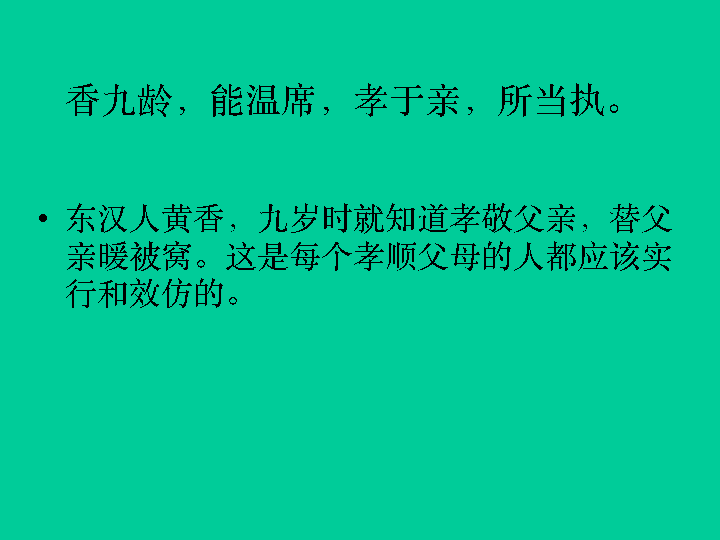 香九龄，能温席，孝于亲，所当执。
• 东汉人黄香，九岁时就知道孝敬父亲，替父
亲暖被窝。这是每个孝顺父母的人都应该实
行和效仿的。